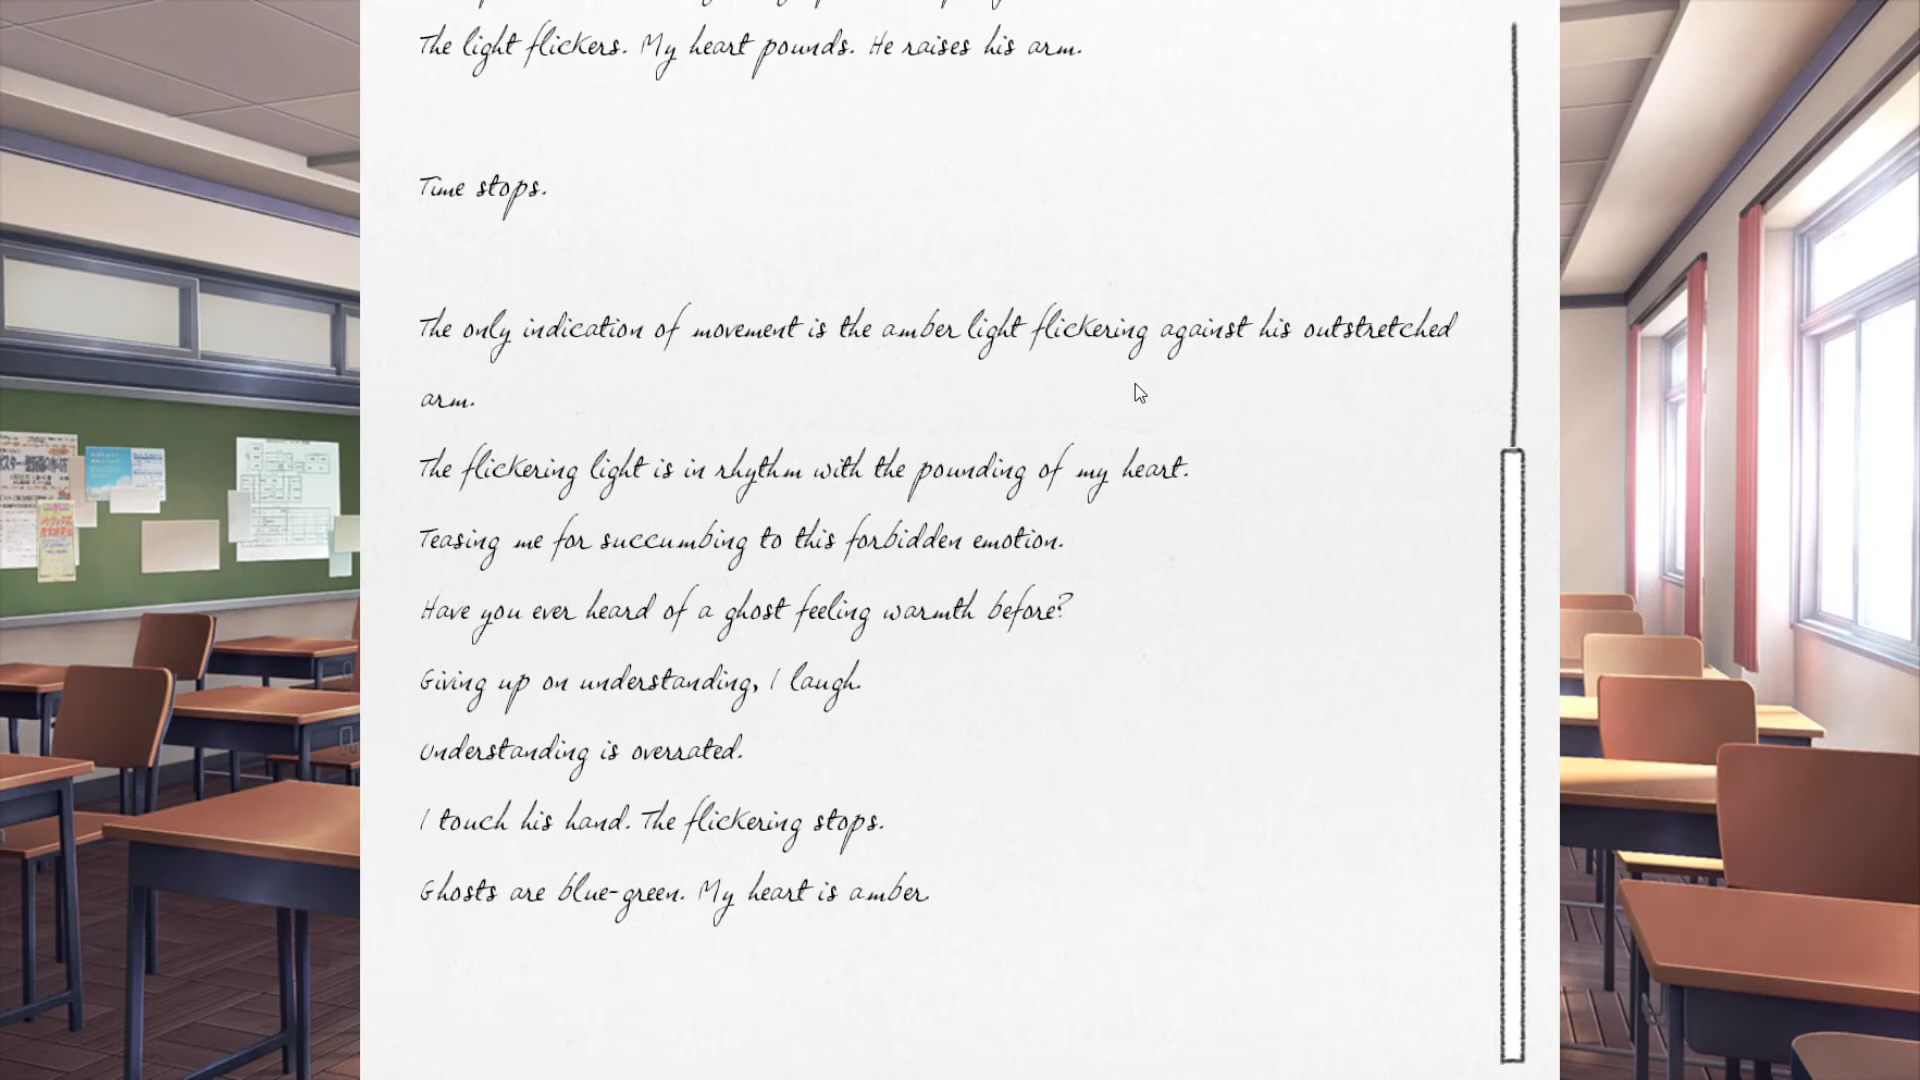 The light flickers. My heart pounds. He raises his arm.
Time stops.
The only indication of movement is the amber light flickering against his outstretched
arm.
The flickering light is in rhythm with the pounding of my heart.
Teasing me for succumbing to this forbidden emotion.
Have you ever heard of a ghost feeling warmth before?
Giving up on understanding, I laugh.
Understanding is overrated.
I touch his hand. The flickering stops.
Ghosts are blue-green. My heart is amber.